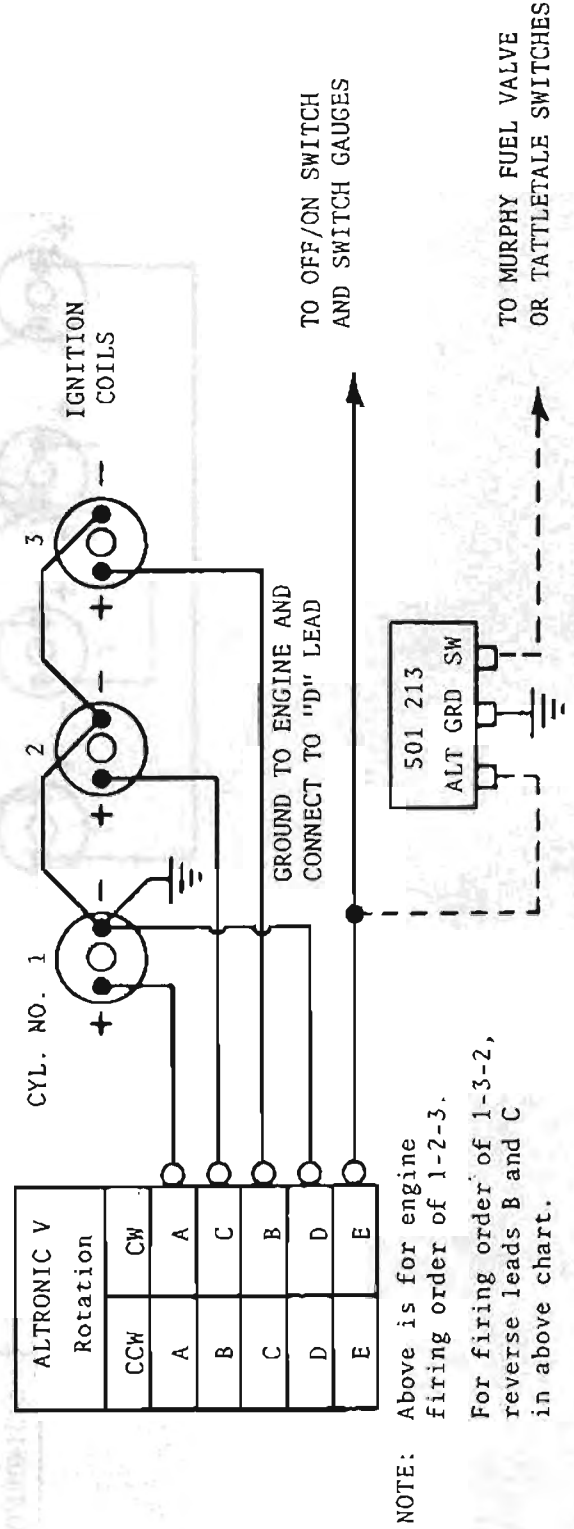 ALTRONIC V
Rotation
CCW CW
A A
B C
C B
D D
E E
CYL. NO. 1
2
3
+ -
+ -
+ -
IGNITION
COILS
GROUND TO ENGINE AND
CONNECT TO "D" LEAD
TO OFF/ON SWITCH
AND SWITCH GAUGES
501 213
ALT GRD SW
TO MURPHY FUEL VALVE
OR TATTLETALE SWITCHES
NOTE: Above is for engine
firing order of 1-2-3.
For firing order of 1-3-2,
reverse leads B and C
in above chart.